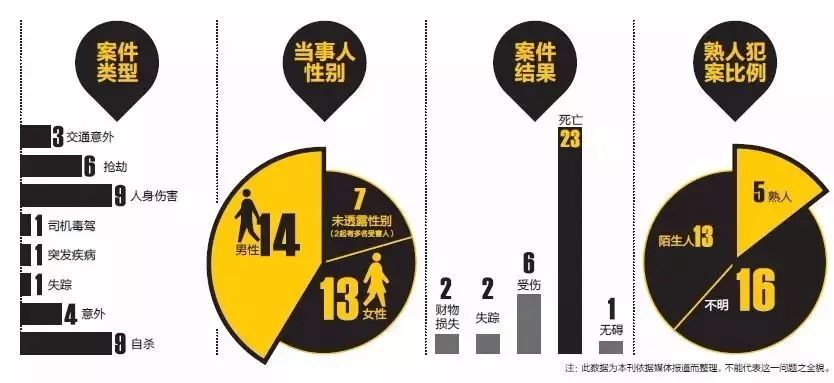 案件
类型
3 交通意外
6 抢劫
9 人身伤害
1 司机毒驾
1 突发疾病
1 失踪
4 意外
9 自杀
当事人
性别
男性 14
7
未透露性别
(2起有多名受害人)
13 女性
案件
结果
2
财物
损失
2
失踪
6
受伤
死亡
23
1
无碍
熟人犯
案比例
5 熟人
陌生人 13
不明 16
注：此数据为本刊依据媒体报道而整理，不能代表这一问题之全貌。